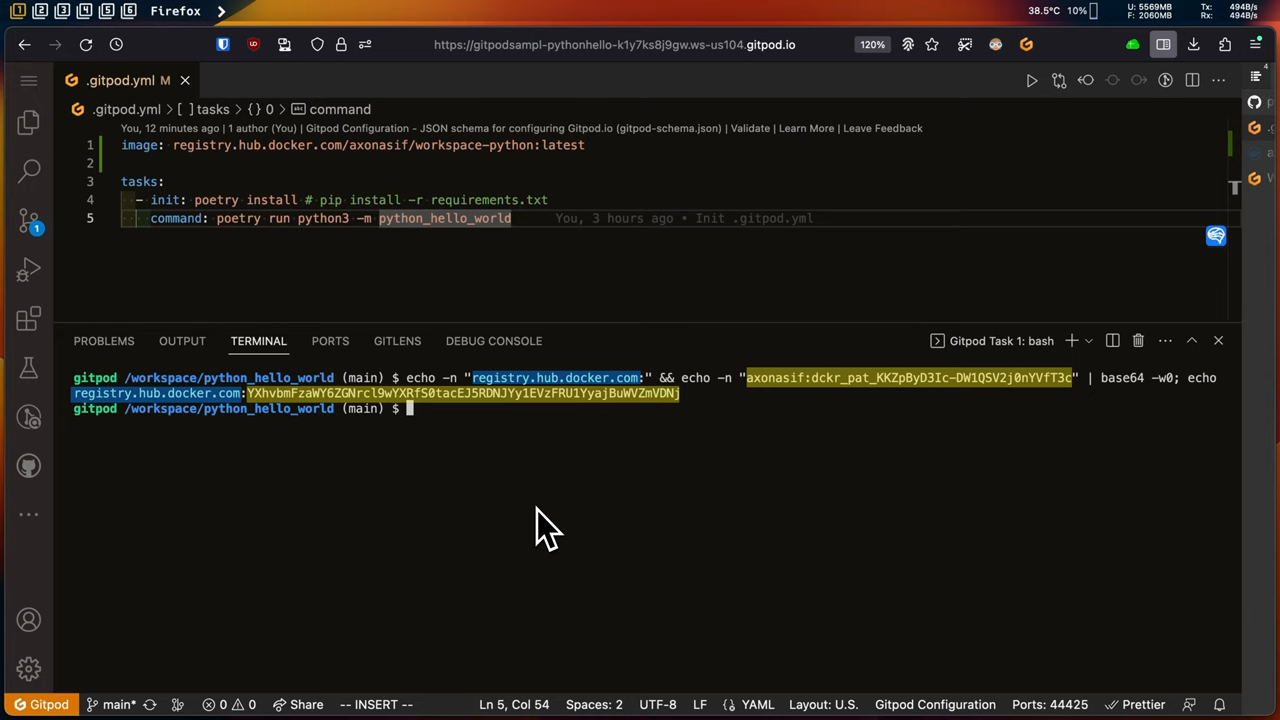 1 2 3 4 5 6 Firefox
38.5°C 10% U: 5569MB F: 2060MB Tx: 494B/s Rx: 494B/s
https://gitpodsampl-pythonhello-k1y7ks8j9gw.ws-us104.gitpod.io 120%
.gitpod.yml M
.gitpod.yml > [ ] tasks > { } 0 > command
You, 12 minutes ago | 1 author (You) | Gitpod Configuration - JSON schema for configuring Gitpod.io (gitpod-schema.json) | Validate | Learn More | Leave Feedback
1 image: registry.hub.docker.com/axonasif/workspace-python:latest
2
3 tasks:
4 - init: poetry install # pip install -r requirements.txt
5 command: poetry run python3 -m python_hello_world You, 3 hours ago • Init .gitpod.yml
1
PROBLEMS OUTPUT TERMINAL PORTS GITLENS DEBUG CONSOLE Gitpod Task 1: bash
gitpod /workspace/python_hello_world (main) $ echo -n "registry.hub.docker.com:" && echo -n "axonasif:dckr_pat_KKZpByD3Ic-DW1QSV2j0nYVfT3c" | base64 -w0; echo
registry.hub.docker.com:YXhvbmFzaWY6ZGNrcl9wYXRfS0tacEJ5RDNJYy1EVzFRU1YyajBuWVZmVDNj
gitpod /workspace/python_hello_world (main) $
Gitpod main* 0 0 Share -- INSERT -- Ln 5, Col 54 Spaces: 2 UTF-8 LF YAML Layout: U.S. Gitpod Configuration Ports: 44425 Prettier